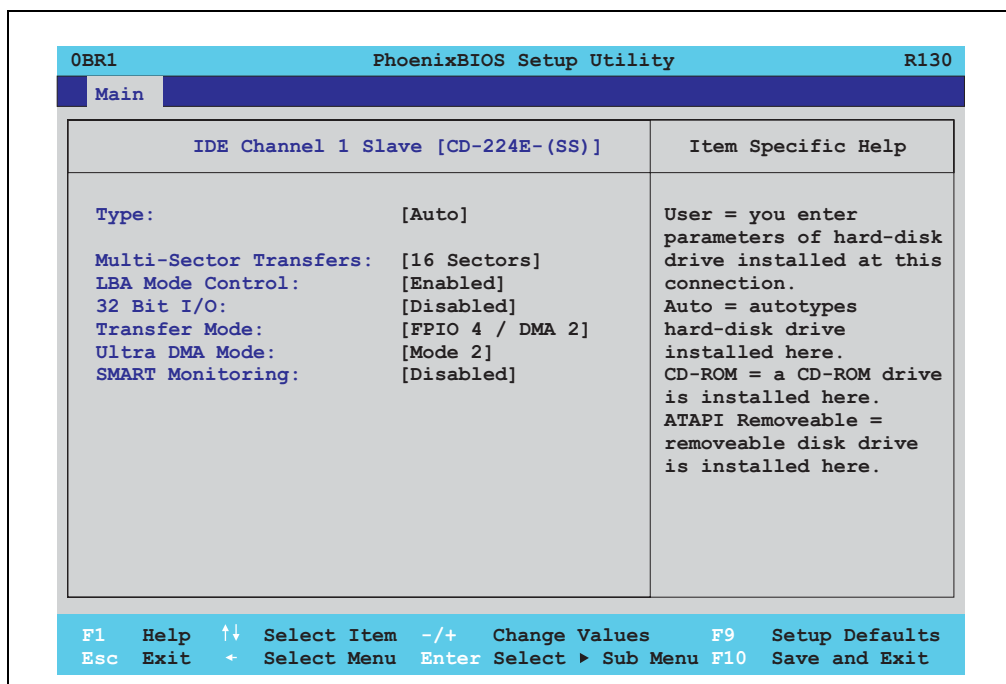 0BR1 PhoenixBIOS Setup Utility R130
Main
IDE Channel 1 Slave [CD-224E-(SS)]
Type: [Auto]
Multi-Sector Transfers: [16 Sectors]
LBA Mode Control: [Enabled]
32 Bit I/O: [Disabled]
Transfer Mode: [FPIO 4 / DMA 2]
Ultra DMA Mode: [Mode 2]
SMART Monitoring: [Disabled]
Item Specific Help
User = you enter
parameters of hard-disk
drive installed at this
connection.
Auto = autotypes
hard-disk drive
installed here.
CD-ROM = a CD-ROM drive
is installed here.
ATAPI Removeable =
removeable disk drive
is installed here.
F1 Help ↑↓ Select Item -/+ Change Values F9 Setup Defaults
Esc Exit ← Select Menu Enter Select ▶ Sub Menu F10 Save and Exit